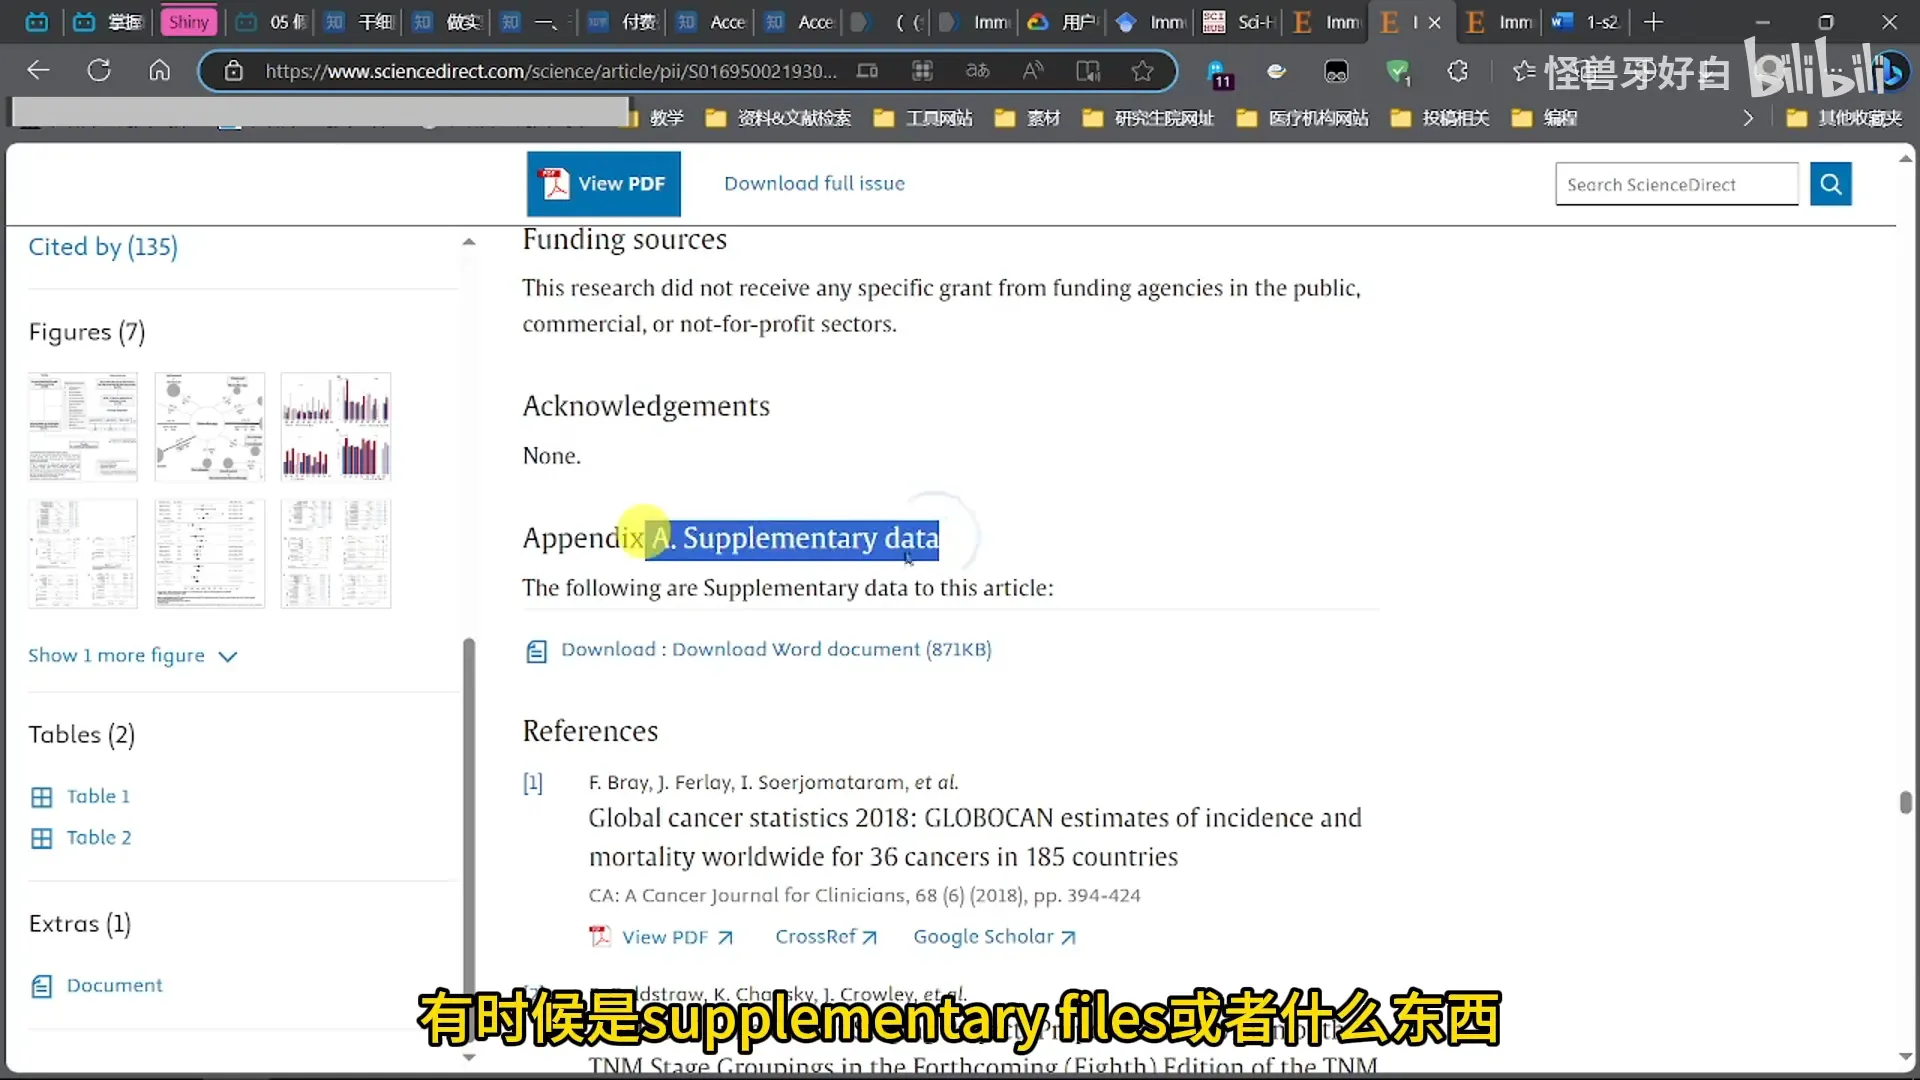 掌握
Shiny
05 假
干细
做实
一、
付费
Acce
Acce
Imm
用户
Imm
Sci-H
Imm
I
Imm
1-s2
https://www.sciencedirect.com/science/article/pii/S016950021930...
11
1
怪兽牙好白 bilibili
教学
资料&文献检索
工具网站
素材
研究生院网址
医疗机构网站
投稿相关
编程
其他收藏夹
View PDF
Download full issue
Search ScienceDirect
Cited by (135)
Figures (7)
Show 1 more figure
Tables (2)
Table 1
Table 2
Extras (1)
Document
Funding sources
This research did not receive any specific grant from funding agencies in the public,
commercial, or not-for-profit sectors.
Acknowledgements
None.
Appendix A. Supplementary data
The following are Supplementary data to this article:
Download : Download Word document (871KB)
References
[1]
F. Bray, J. Ferlay, I. Soerjomataram, et al.
Global cancer statistics 2018: GLOBOCAN estimates of incidence and
mortality worldwide for 36 cancers in 185 countries
CA: A Cancer Journal for Clinicians, 68 (6) (2018), pp. 394-424
View PDF
CrossRef
Google Scholar
J. Crowley, et al.
有时候是supplementary files或者什么东西
TNM Stage Groupings in the Forthcoming (Eighth) Edition of the TNM